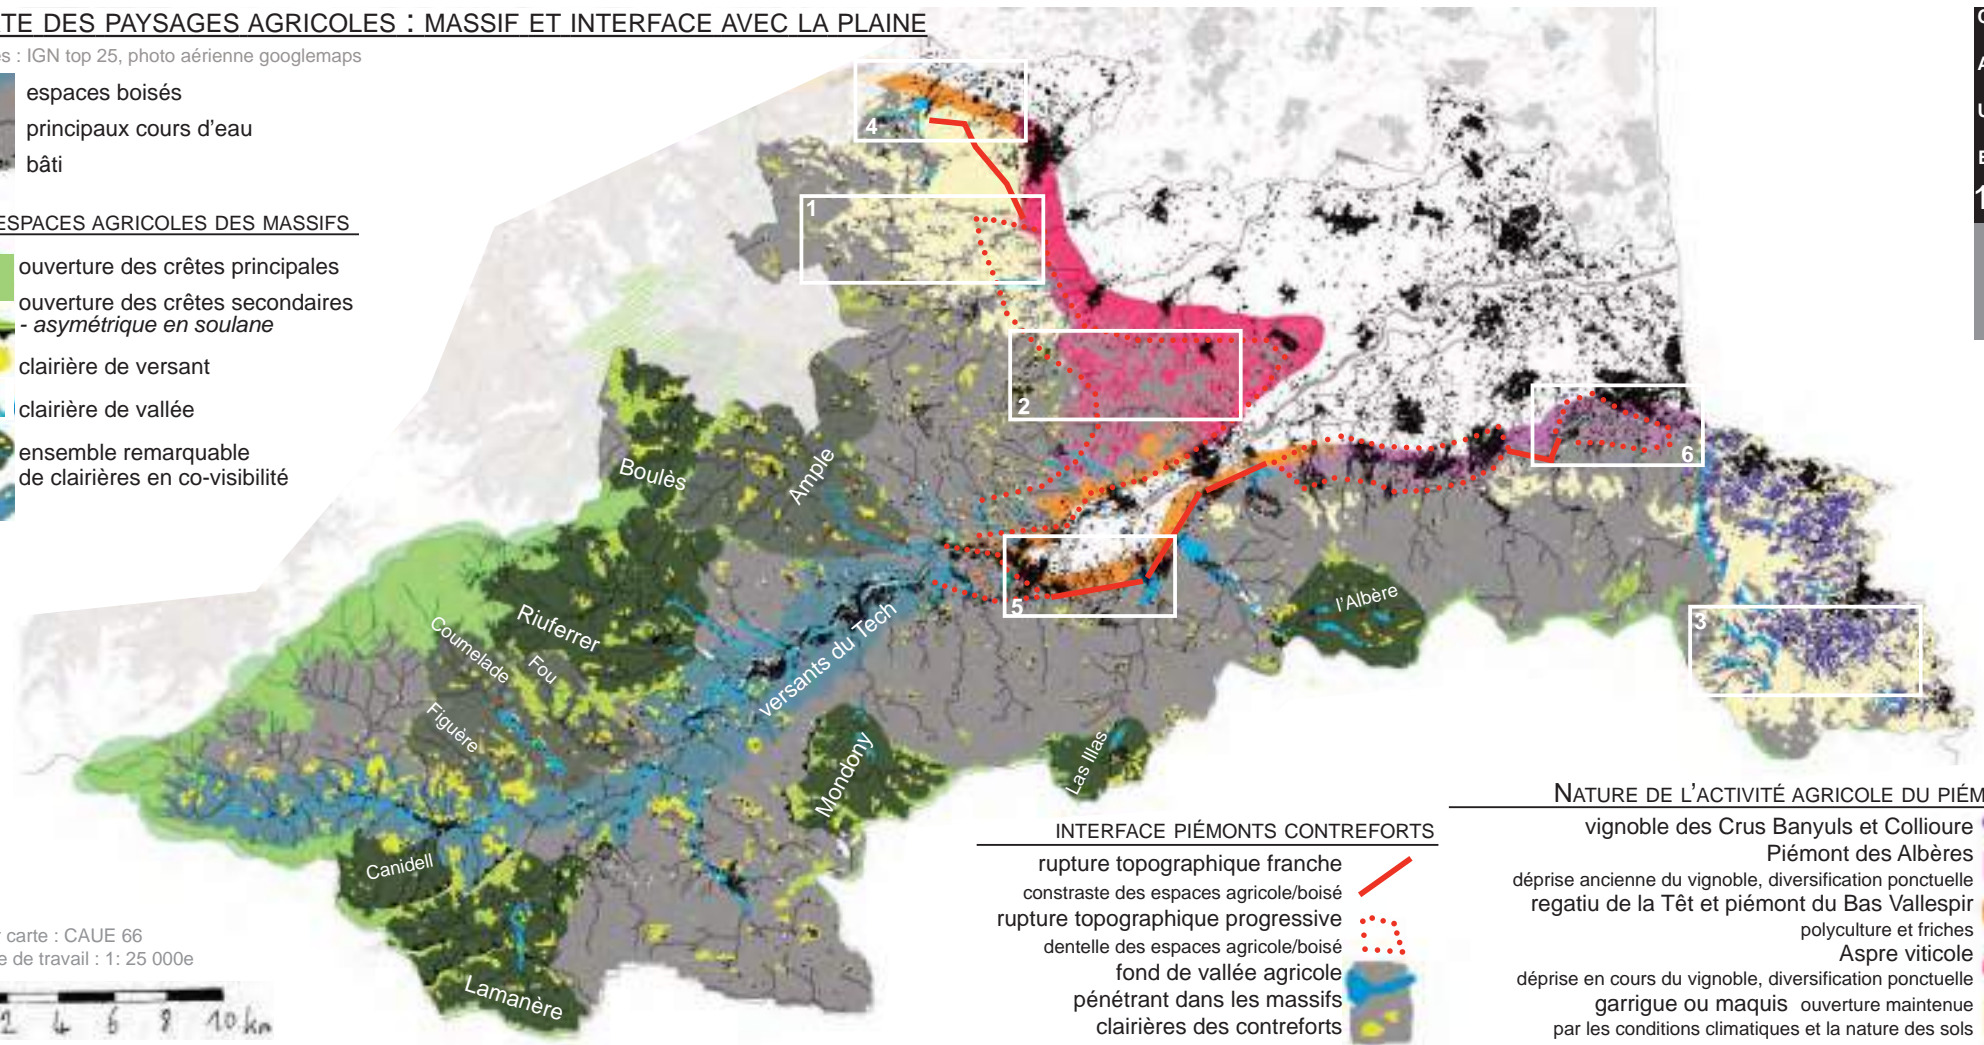 TE DES PAYSAGES AGRICOLES : MASSIF ET INTERFACE AVEC LA PLAINE
es : IGN top 25, photo aérienne googlemaps
espaces boisés
principaux cours d'eau
bâti
ESPACES AGRICOLES DES MASSIFS
ouverture des crêtes principales
ouverture des crêtes secondaires
- asymétrique en soulane
clairière de versant
clairière de vallée
ensemble remarquable
de clairières en co-visibilité
4
1
2
6
3
5
Boulès
Ample
Riuferrer
Coumelade
Fou
Figuère
versants du Tech
l'Albère
Mondony
Las Illas
Canidell
Lamanère
carte : CAUE 66
e de travail : 1: 25 000e
2 4 6 8 10 km
INTERFACE PIÉMONTS CONTREFORTS
rupture topographique franche
constraste des espaces agricole/boisé
rupture topographique progressive
dentelle des espaces agricole/boisé
fond de vallée agricole
pénétrant dans les massifs
clairières des contreforts
NATURE DE L'ACTIVITÉ AGRICOLE DU PIÉM
vignoble des Crus Banyuls et Collioure
Piémont des Albères
déprise ancienne du vignoble, diversification ponctuelle
regatiu de la Têt et piémont du Bas Vallespir
polyculture et friches
Aspre viticole
déprise en cours du vignoble, diversification ponctuelle
garrigue ou maquis ouverture maintenue
par les conditions climatiques et la nature des sols